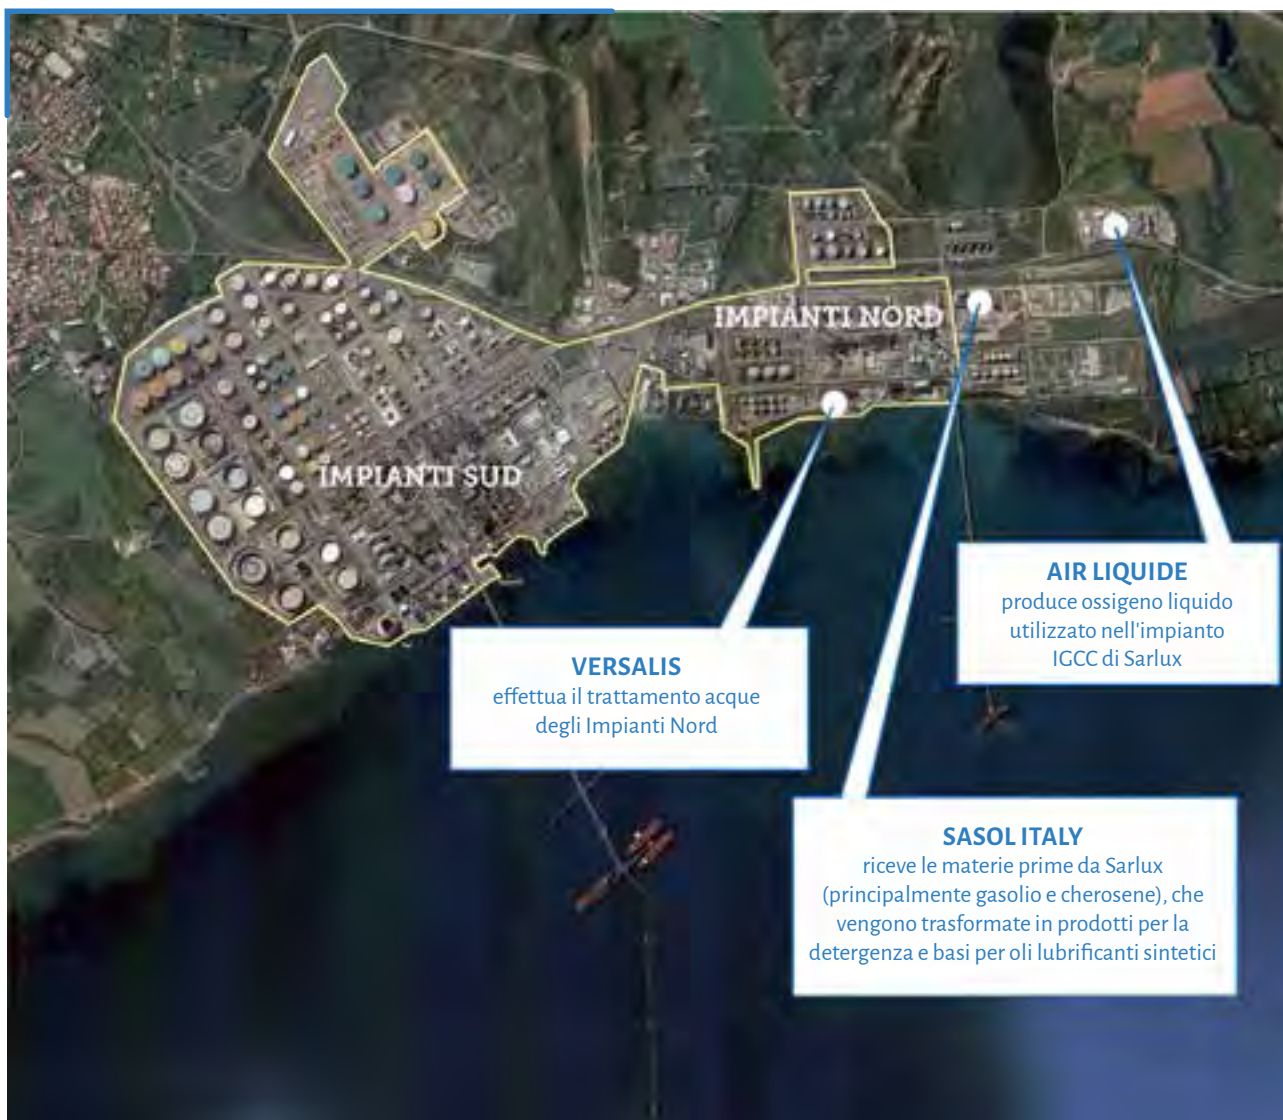 IMPIANTI NORD
IMPIANTI SUD
AIR LIQUIDE
produce ossigeno liquido
utilizzato nell'impianto
IGCC di Sarlux
VERSALIS
effettua il trattamento acque
degli Impianti Nord
SASOL ITALY
riceve le materie prime da Sarlux
(principalmente gasolio e cherosene), che
vengono trasformate in prodotti per la
detergenza e basi per oli lubrificanti sintetici